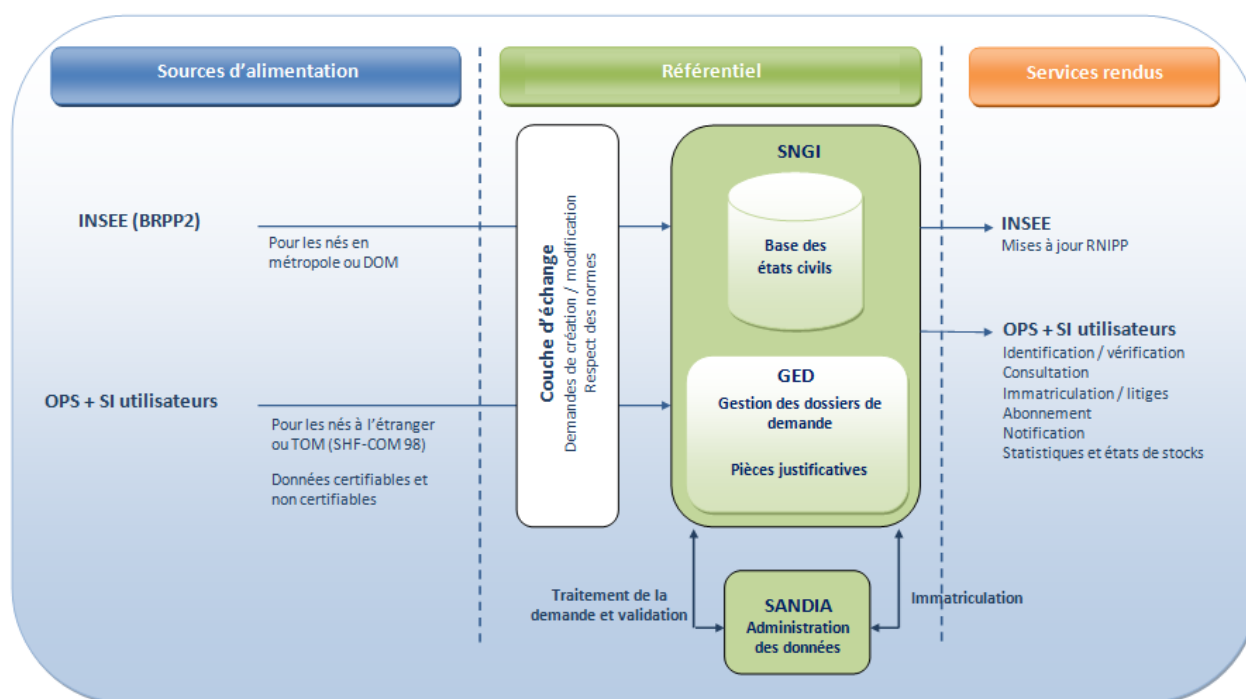 Sources d'alimentation
Référentiel
Services rendus
INSEE (BRPP2)
Pour les nés en
métropole ou DOM
OPS + SI utilisateurs
Pour les nés à l'étranger
ou TOM (SHF-COM 98)
Données certifiables et
non certifiables
Couche d'échange
Demandes de création / modification
Respect des normes
SNGI
Base des
états civils
GED
Gestion des dossiers de
demande
Pièces justificatives
Traitement de la
demande et validation
SANDIA
Administration
des données
Immatriculation
INSEE
Mises à jour RNIPP
OPS + SI utilisateurs
Identification / vérification
Consultation
Immatriculation / litiges
Abonnement
Notification
Statistiques et états de stocks